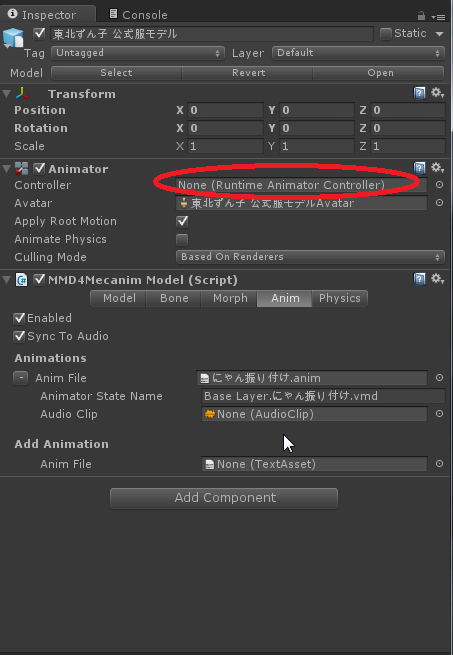 Inspector Console
東北ずん子 公式服モデル Static
Tag Untagged Layer Default
Model Select Revert Open
Transform
Position X 0 Y 0 Z 0
Rotation X 0 Y 0 Z 0
Scale X 1 Y 1 Z 1
Animator
Controller None (Runtime Animator Controller)
Avatar 東北ずん子 公式服モデルAvatar
Apply Root Motion
Animate Physics
Culling Mode Based On Renderers
MMD4Mecanim Model (Script)
Model Bone Morph Anim Physics
Enabled
Sync To Audio
Animations
- Anim File にゃん振り付け.anim
Animator State Name Base Layer.にゃん振り付け.vmd
Audio Clip None (AudioClip)
Add Animation
Anim File None (TextAsset)
Add Component